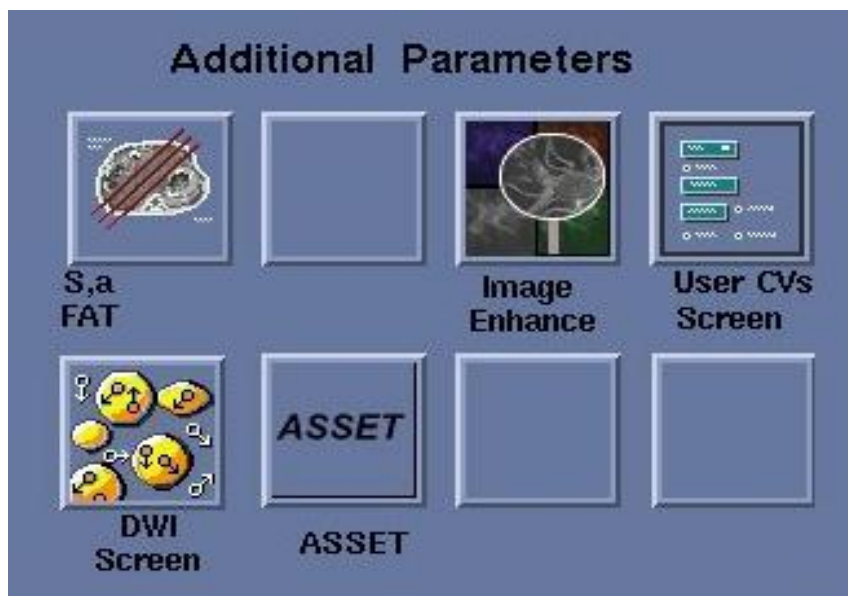 Additional Parameters
S,a
FAT
Image
Enhance
User CVs
Screen
ASSET
DWI
Screen
ASSET